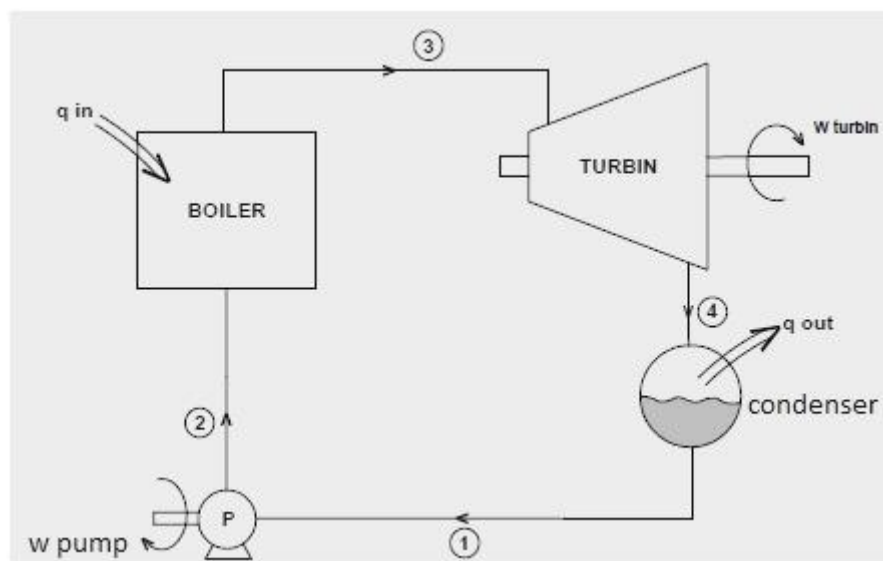 ③
q in
W turbin
TURBIN
BOILER
④
q out
condenser
②
P
w pump
①